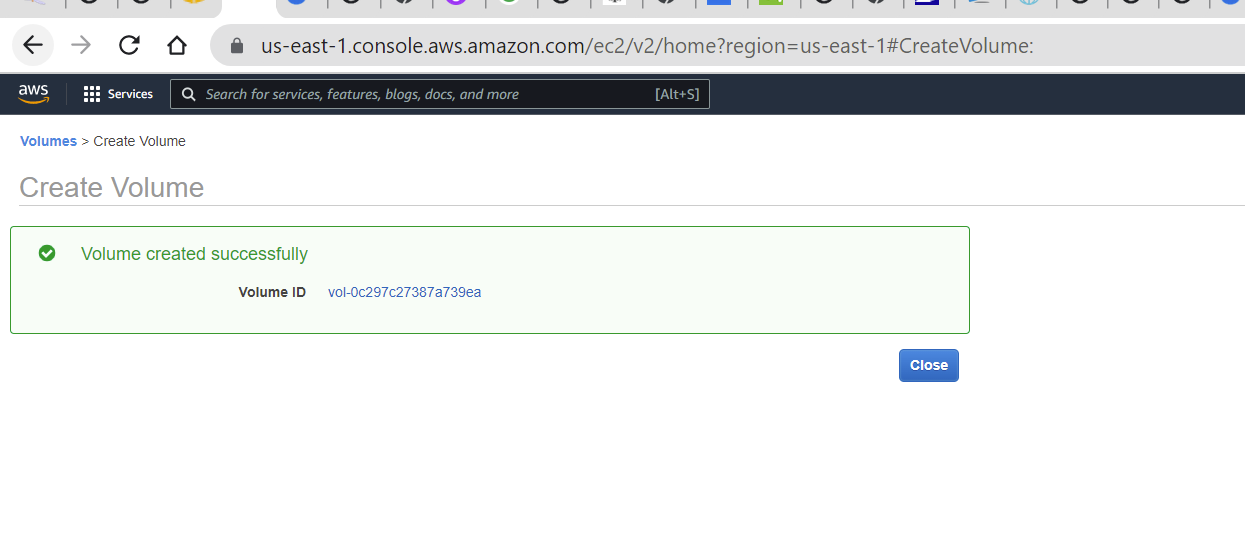 us-east-1.console.aws.amazon.com/ec2/v2/home?region=us-east-1#CreateVolume:
aws Services Search for services, features, blogs, docs, and more [Alt+S]
Volumes > Create Volume
Create Volume
Volume created successfully
Volume ID vol-0c297c27387a739ea
Close